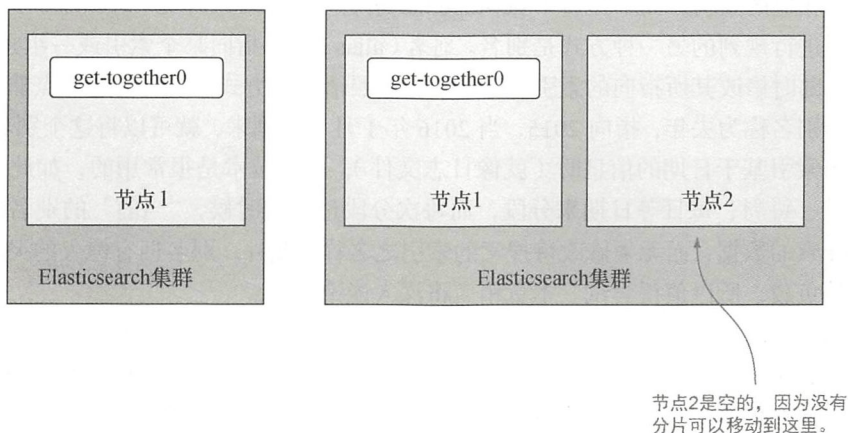 get-together0
节点1
Elasticsearch集群
get-together0
节点1
节点2
Elasticsearch集群
节点2是空的，因为没有
分片可以移动到这里。